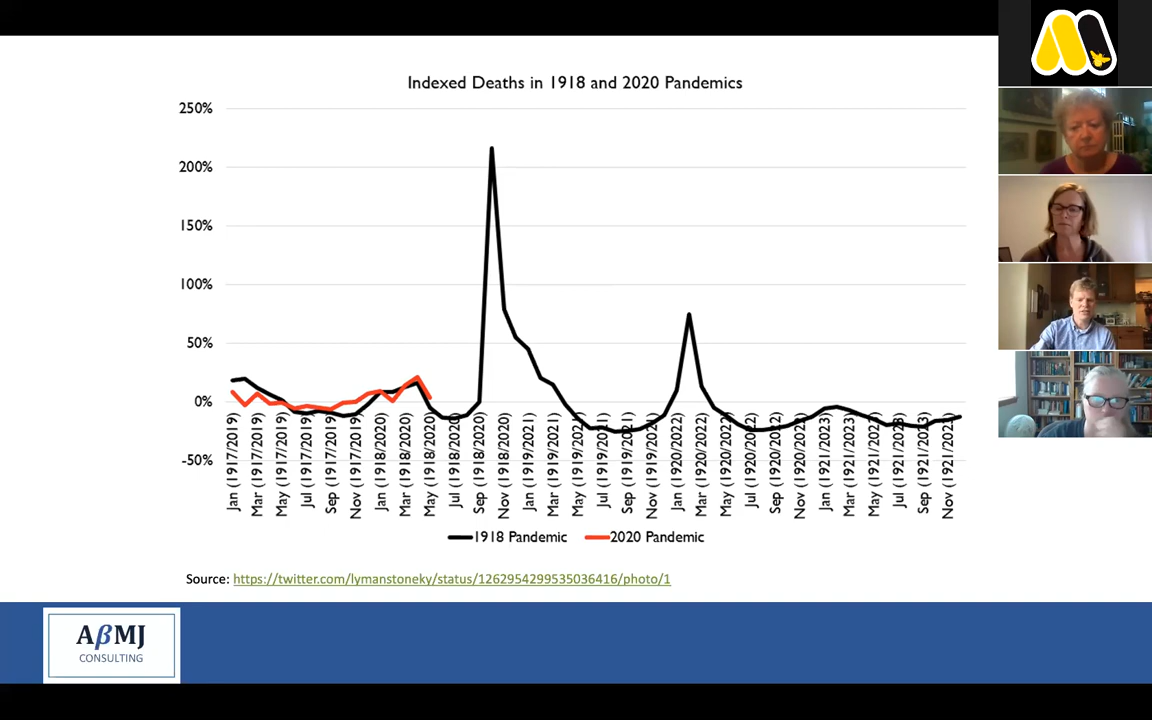 Indexed Deaths in 1918 and 2020 Pandemics
250%
200%
150%
100%
50%
0%
-50%
Jan (1917/2019)
Mar (1917/2019)
May (1917/2019)
Jul (1917/2019)
Sep (1917/2019)
Nov (1917/2019)
Jan (1918/2020)
Mar (1918/2020)
May (1918/2020)
Jul (1918/2020)
Sep (1918/2020)
Nov (1918/2020)
Jan (1919/2021)
Mar (1919/2021)
May (1919/2021)
Jul (1919/2021)
Sep (1919/2021)
Nov (1919/2021)
Jan (1920/2022)
Mar (1920/2022)
May (1920/2022)
Jul (1920/2022)
Sep (1920/2022)
Nov (1920/2022)
Jan (1921/2023)
Mar (1921/2023)
May (1921/2023)
Jul (1921/2023)
Sep (1921/2023)
Nov (1921/2023)
1918 Pandemic
2020 Pandemic
Source: https://twitter.com/lymanstoneky/status/1262954299535036416/photo/1
AβMJ
CONSULTING